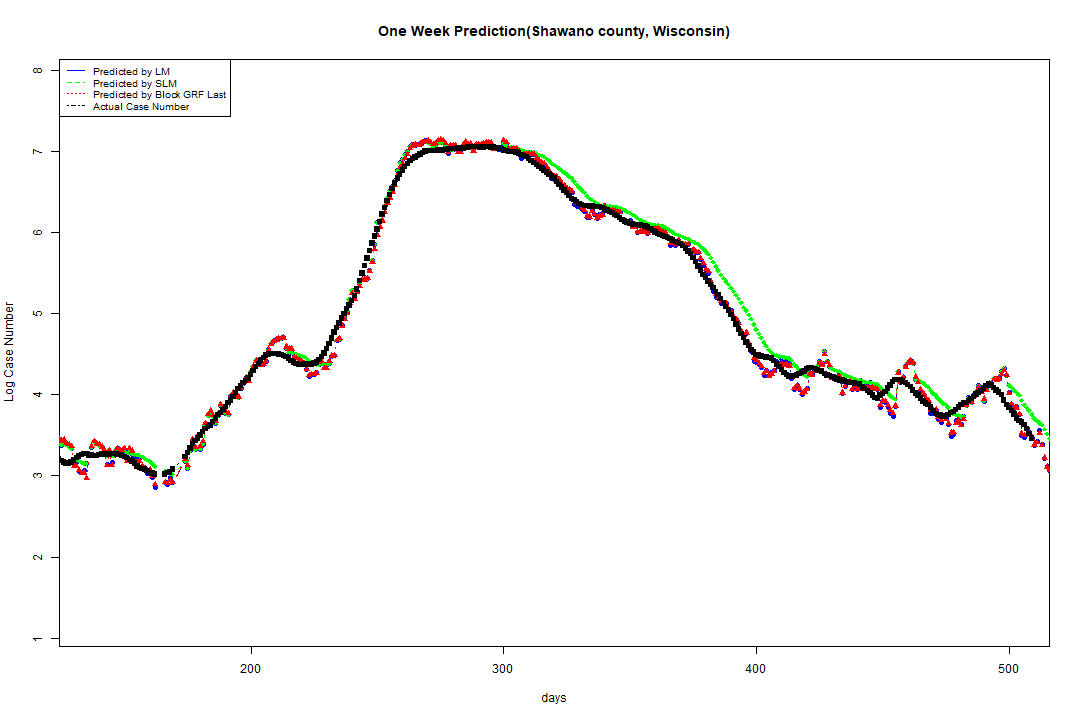 One Week Prediction(Shawano county, Wisconsin)
Predicted by LM
Predicted by SLM
Predicted by Block GRF Last
Actual Case Number
8
7
6
5
4
3
2
1
Log Case Number
200
300
400
500
days